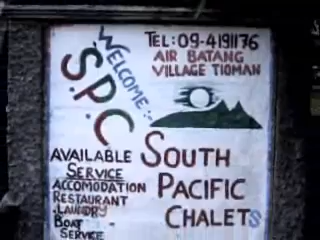 WELCOME:-
S.P.C
TEL: 09-4191176
AIR BATANG
VILLAGE TIOMAN
SOUTH
PACIFIC
CHALETS
AVAILABLE
SERVICE
ACCOMODATION
RESTAURANT
.LAUNDRY
BOAT
SERVICE